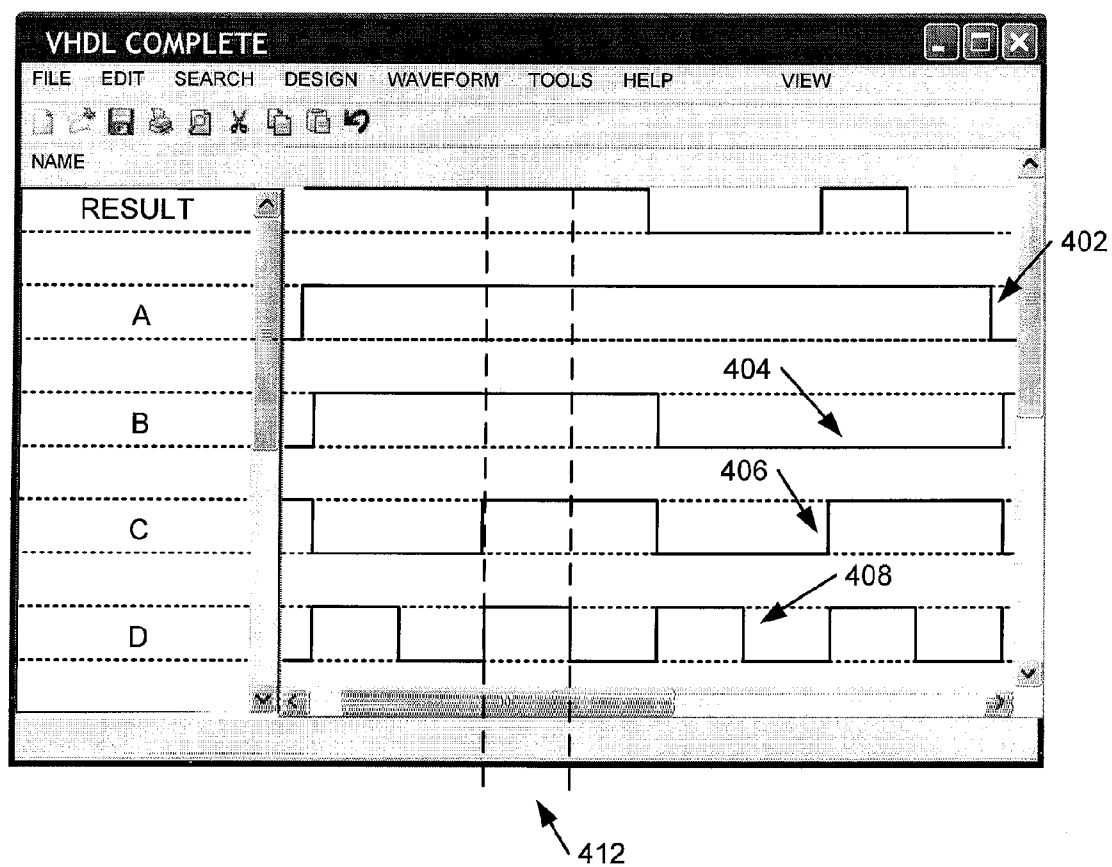 VHDL COMPLETE
FILE EDIT SEARCH DESIGN WAVEFORM TOOLS HELP VIEW
NAME
RESULT
402
A
404
B
406
C
408
D
412